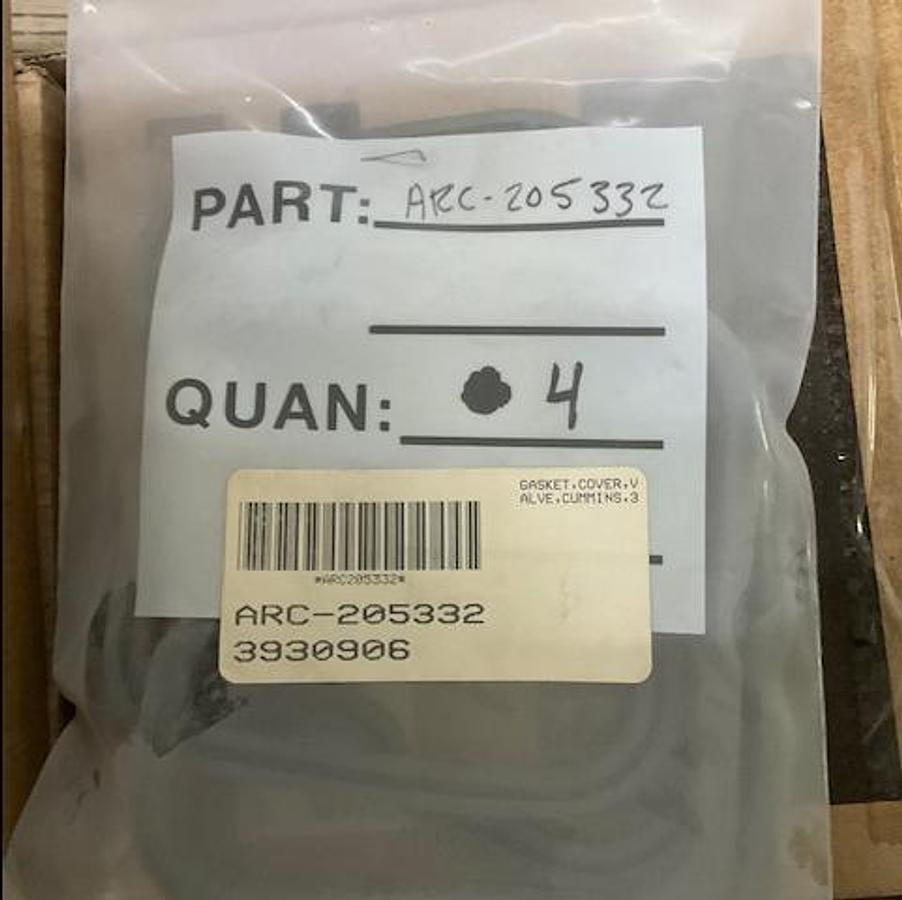 PART: ARC-205332
QUAN: 4
GASKET,COVER,V
ALVE,CUMMINS,3
*ARC205332*
ARC-205332
3930906